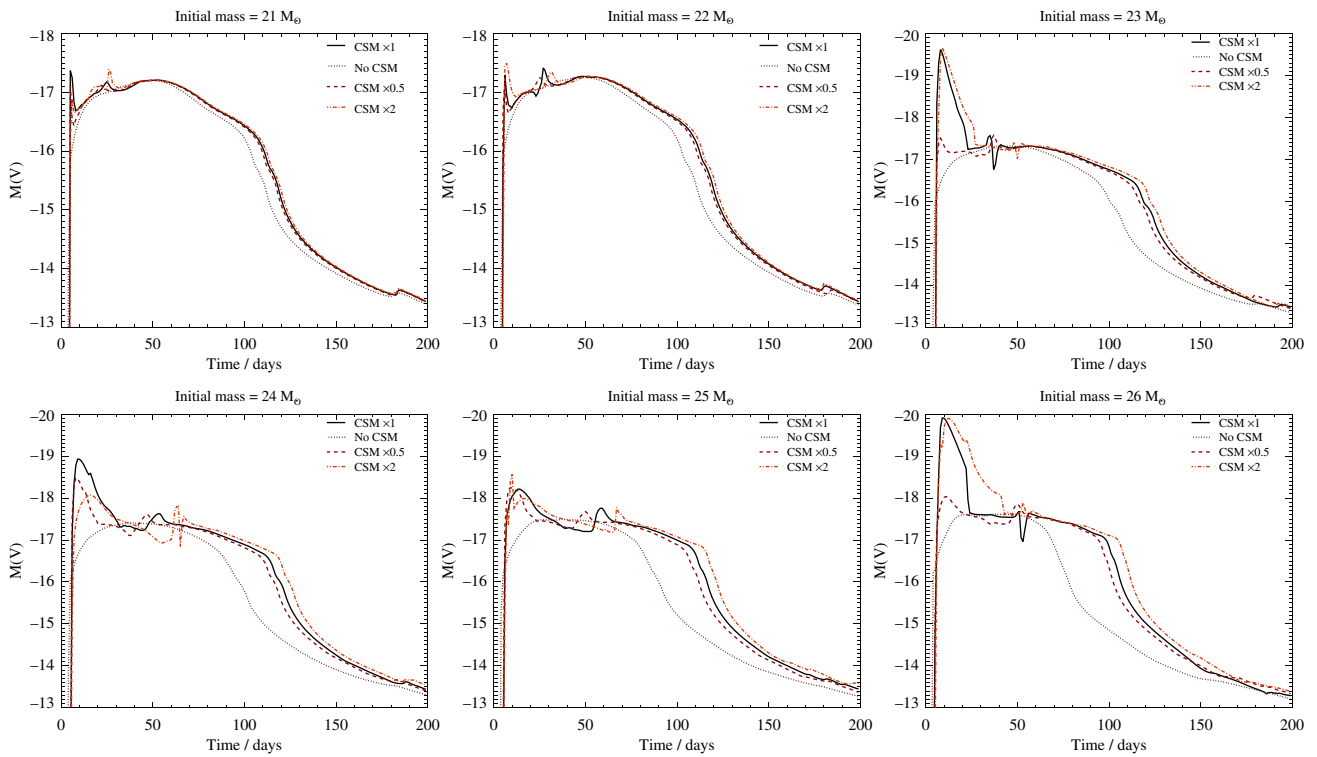 Initial mass = 21 M⊙
−18
−17
−16
−15
−14
−13
M(V)
CSM ×1
No CSM
CSM ×0.5
CSM ×2
0
50
100
150
200
Time / days
Initial mass = 22 M⊙
−18
−17
−16
−15
−14
−13
M(V)
CSM ×1
No CSM
CSM ×0.5
CSM ×2
0
50
100
150
200
Time / days
Initial mass = 23 M⊙
−20
−19
−18
−17
−16
−15
−14
−13
M(V)
CSM ×1
No CSM
CSM ×0.5
CSM ×2
0
50
100
150
200
Time / days
Initial mass = 24 M⊙
−20
−19
−18
−17
−16
−15
−14
−13
M(V)
CSM ×1
No CSM
CSM ×0.5
CSM ×2
0
50
100
150
200
Time / days
Initial mass = 25 M⊙
−20
−19
−18
−17
−16
−15
−14
−13
M(V)
CSM ×1
No CSM
CSM ×0.5
CSM ×2
0
50
100
150
200
Time / days
Initial mass = 26 M⊙
−20
−19
−18
−17
−16
−15
−14
−13
M(V)
CSM ×1
No CSM
CSM ×0.5
CSM ×2
0
50
100
150
200
Time / days